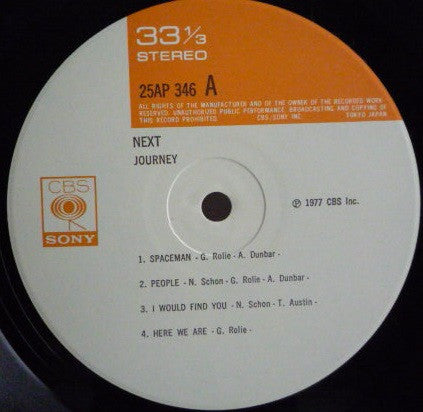 33 1/3
STEREO
25AP 346 A
ALL RIGHTS OF THE MANUFACTURER AND OF THE OWNER OF THE RECORDED WORK
RESERVED. UNAUTHORIZED PUBLIC PERFORMANCE, BROADCASTING AND COPYING OF
THIS RECORD PROHIBITED. CBS/SONY INC. TOKYO JAPAN
NEXT
JOURNEY
CBS
SONY
℗ 1977 CBS Inc.
1. SPACEMAN - G. Rolie - A. Dunbar -
2. PEOPLE - N. Schon - G. Rolie - A. Dunbar -
3. I WOULD FIND YOU - N. Schon - T. Austin -
4. HERE WE ARE - G. Rolie -